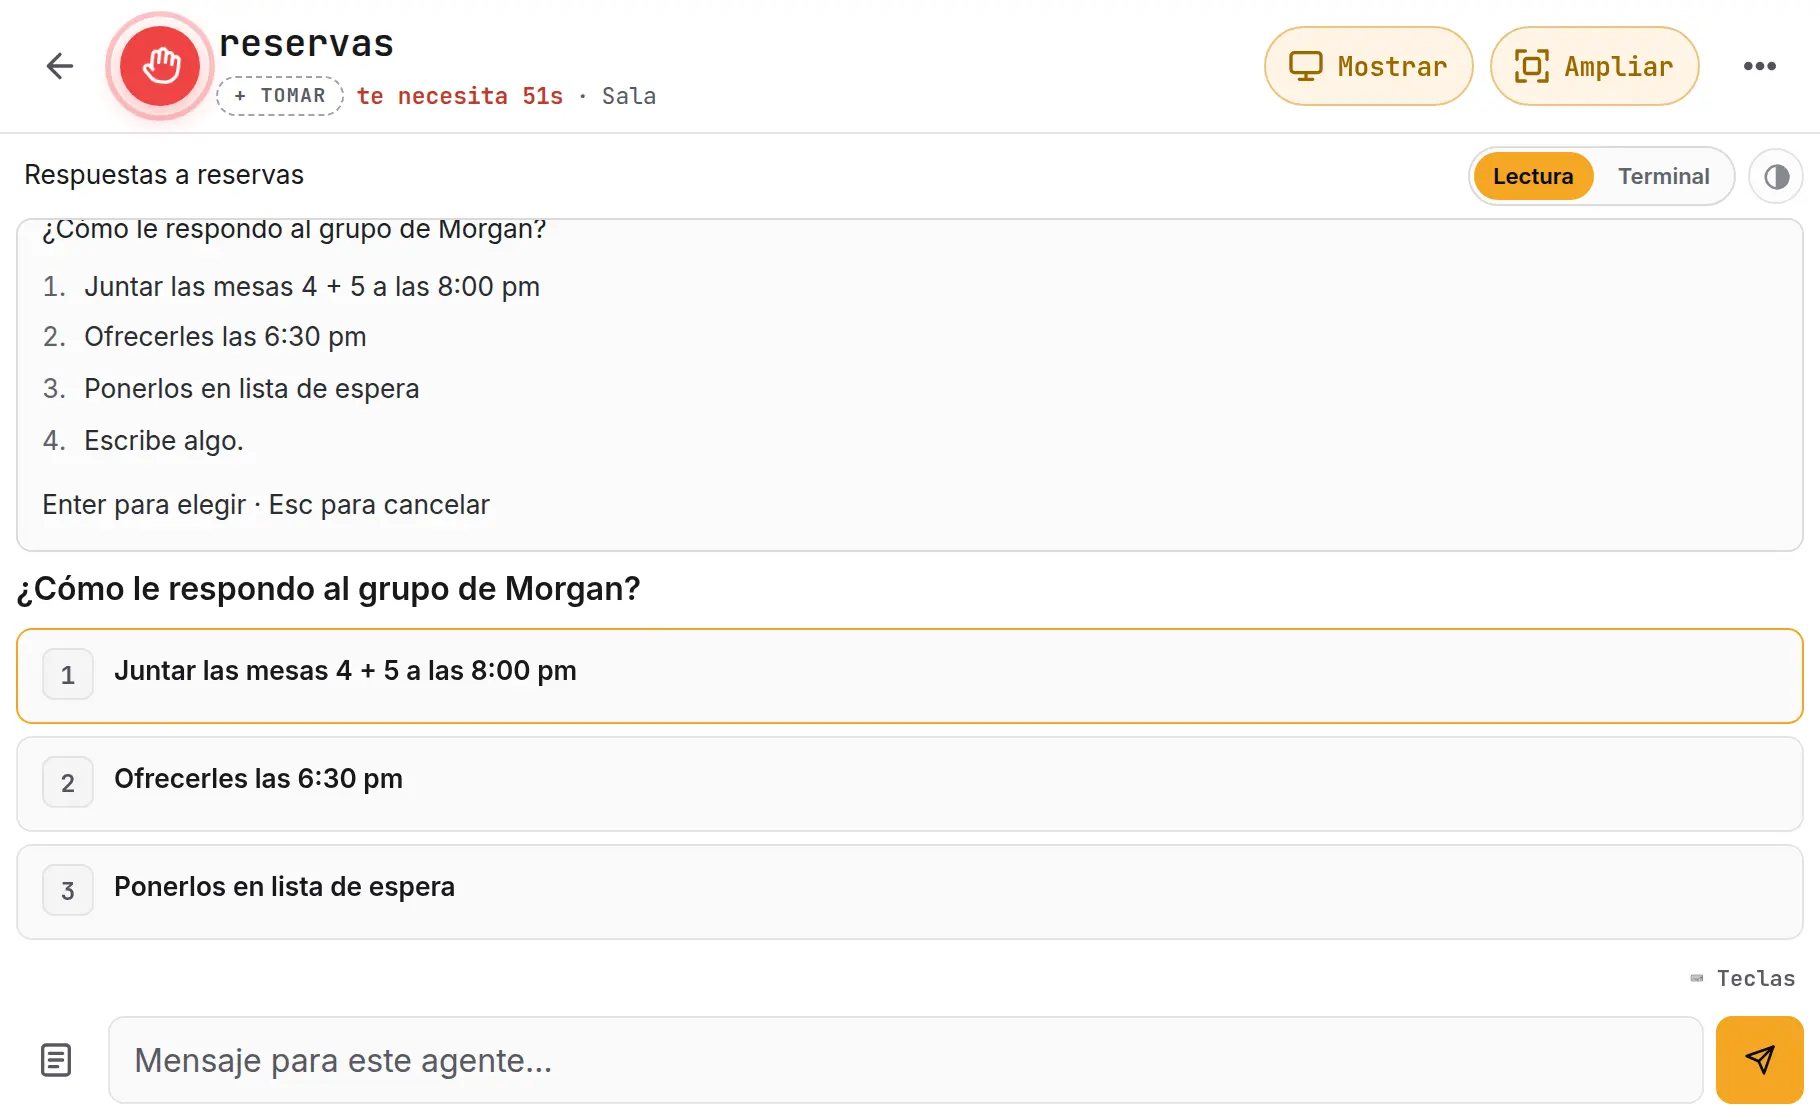 reservas
+ TOMAR te necesita 51s · Sala
Mostrar
Ampliar
Respuestas a reservas
Lectura
Terminal
¿Cómo le respondo al grupo de Morgan?
1. Juntar las mesas 4 + 5 a las 8:00 pm
2. Ofrecerles las 6:30 pm
3. Ponerlos en lista de espera
4. Escribe algo.
Enter para elegir · Esc para cancelar
¿Cómo le respondo al grupo de Morgan?
1 Juntar las mesas 4 + 5 a las 8:00 pm
2 Ofrecerles las 6:30 pm
3 Ponerlos en lista de espera
Teclas
Mensaje para este agente...